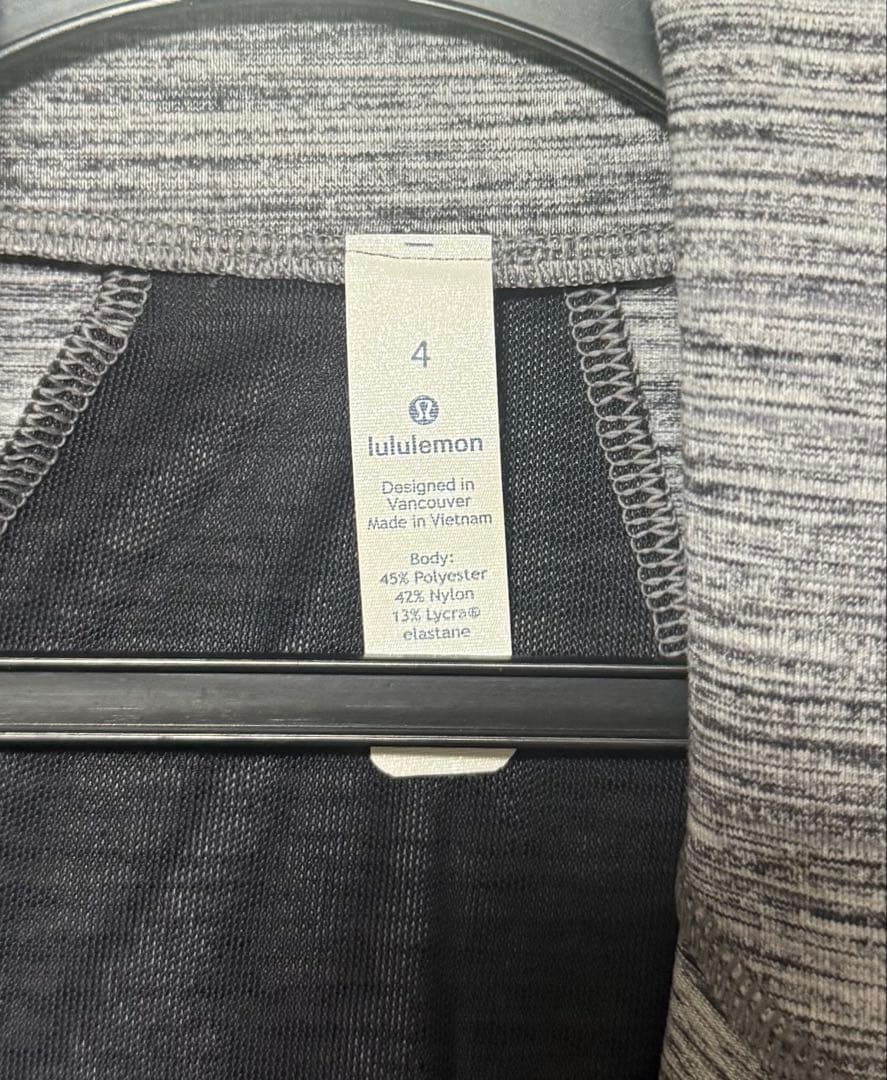 4
lululemon
Designed in
Vancouver
Made in Vietnam
Body:
45% Polyester
42% Nylon
13% Lycra®
elastane